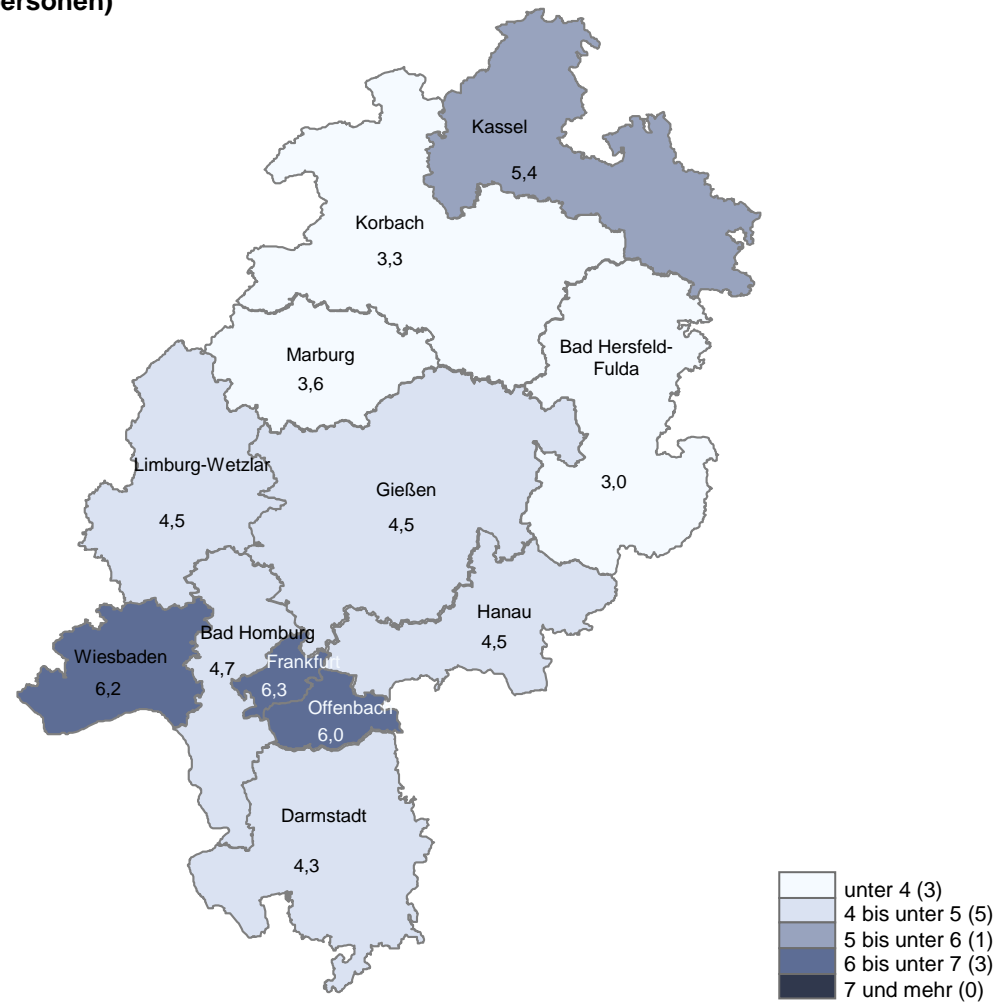 ersonen)
Kassel
5,4
Korbach
3,3
Bad Hersfeld-
Fulda
3,0
Marburg
3,6
Limburg-Wetzlar
4,5
Gießen
4,5
Hanau
4,5
Bad Homburg
4,7
Wiesbaden
6,2
Frankfurt
6,3
Offenbach
6,0
Darmstadt
4,3
unter 4 (3)
4 bis unter 5 (5)
5 bis unter 6 (1)
6 bis unter 7 (3)
7 und mehr (0)